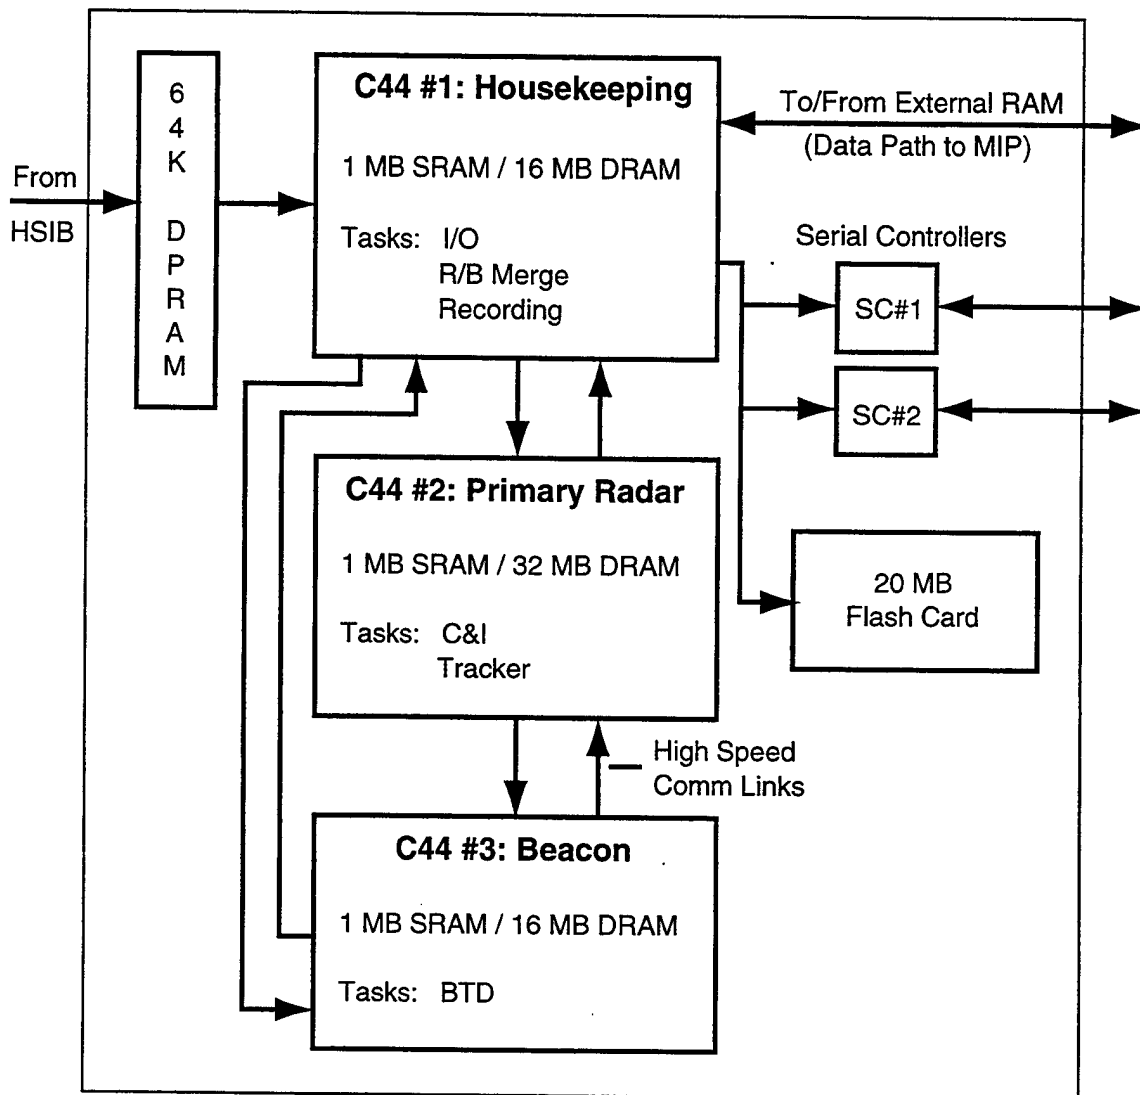 From
HSIB
6
4
K
D
P
R
A
M
C44 #1: Housekeeping
1 MB SRAM / 16 MB DRAM
Tasks: I/O
R/B Merge
Recording
To/From External RAM
(Data Path to MIP)
Serial Controllers
SC#1
SC#2
20 MB
Flash Card
C44 #2: Primary Radar
1 MB SRAM / 32 MB DRAM
Tasks: C&I
Tracker
High Speed
Comm Links
C44 #3: Beacon
1 MB SRAM / 16 MB DRAM
Tasks: BTD